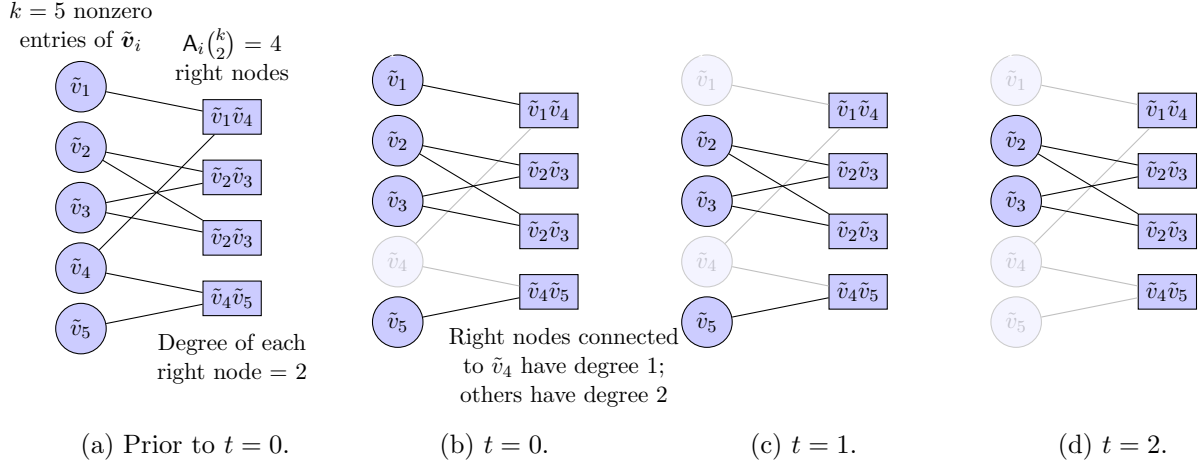 k = 5 nonzero
entries of ṽ_i
A_i\binom{k}{2} = 4
right nodes
ṽ₁
ṽ₂
ṽ₃
ṽ₄
ṽ₅
ṽ₁ṽ₄
ṽ₂ṽ₃
ṽ₂ṽ₃
ṽ₄ṽ₅
Degree of each
right node = 2
(a) Prior to t = 0.
ṽ₁
ṽ₂
ṽ₃
ṽ₄
ṽ₅
ṽ₁ṽ₄
ṽ₂ṽ₃
ṽ₂ṽ₃
ṽ₄ṽ₅
Right nodes connected
to ṽ₄ have degree 1;
others have degree 2
(b) t = 0.
ṽ₁
ṽ₂
ṽ₃
ṽ₄
ṽ₅
ṽ₁ṽ₄
ṽ₂ṽ₃
ṽ₂ṽ₃
ṽ₄ṽ₅
(c) t = 1.
ṽ₁
ṽ₂
ṽ₃
ṽ₄
ṽ₅
ṽ₁ṽ₄
ṽ₂ṽ₃
ṽ₂ṽ₃
ṽ₄ṽ₅
(d) t = 2.